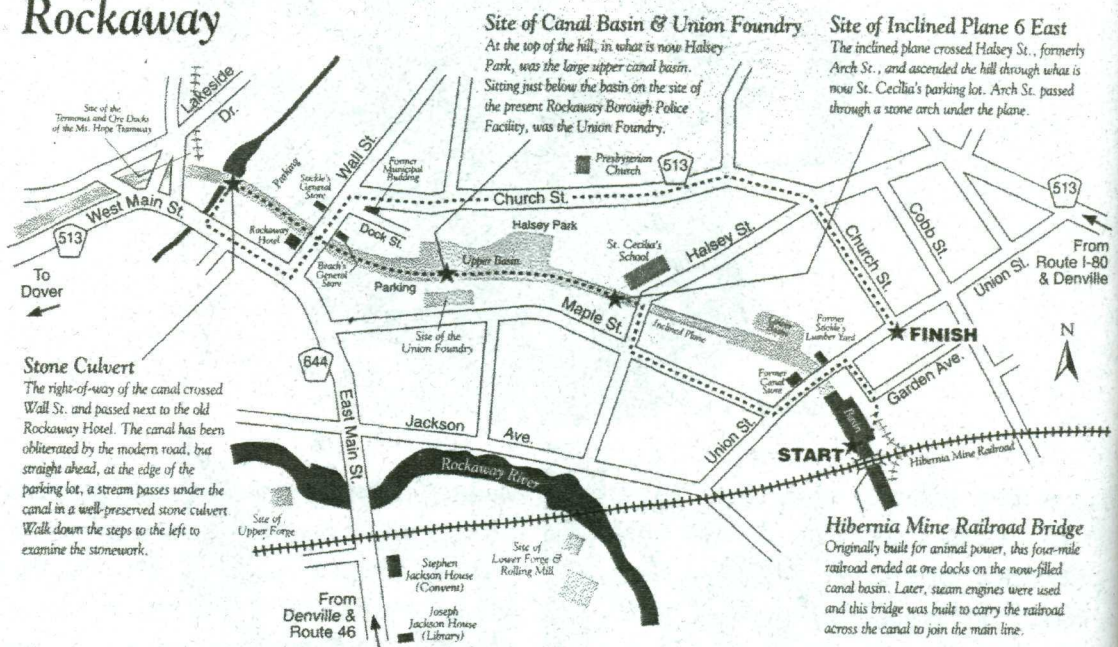 Rockaway
Site of Canal Basin & Union Foundry
At the top of the hill, in what is now Halsey
Park, was the large upper canal basin.
Sitting just below the basin on the site of
the present Rockaway Borough Police
Facility, was the Union Foundry.
Site of Inclined Plane 6 East
The inclined plane crossed Halsey St., formerly
Arch St., and ascended the hill through what is
now St. Cecilia's parking lot. Arch St. passed
through a stone arch under the plane.
Site of the
Terminus and Ore Docks
of the Mt. Hope Tramway
Lakeside
Dr.
Parking
Stickle's
General
Store
Wall St.
Former
Municipal
Building
Presbyterian
Church
513
Church St.
513
From
Route I-80
& Denville
West Main St.
513
To
Dover
Rockaway
Hotel
Dock St.
Brach's
General
Store
Parking
Upper Basin
Halsey Park
St. Cecilia's
School
Halsey St.
Church St.
Cobb St.
Union St.
Maple St.
Inclined Plane
Lower
Former
Stickle's
Lumber Yard
FINISH
N
Site of the
Union Foundry
Former
Canal
Store
Garden Ave.
Basin
644
East Main St.
Jackson
Ave.
Union St.
START
Hibernia Mine Railroad
Stone Culvert
The right-of-way of the canal crossed
Wall St. and passed next to the old
Rockaway Hotel. The canal has been
obliterated by the modern road, but
straight ahead, at the edge of the
parking lot, a stream passes under the
canal in a well-preserved stone culvert.
Walk down the steps to the left to
examine the stonework.
Rockaway River
Site of
Upper Forge
Site of
Lower Forge &
Rolling Mill
Stephen
Jackson House
(Convent)
Joseph
Jackson House
(Library)
From
Denville &
Route 46
Hibernia Mine Railroad Bridge
Originally built for animal power, this four-mile
railroad ended at ore docks on the now-filled
canal basin. Later, steam engines were used
and this bridge was built to carry the railroad
across the canal to join the main line.